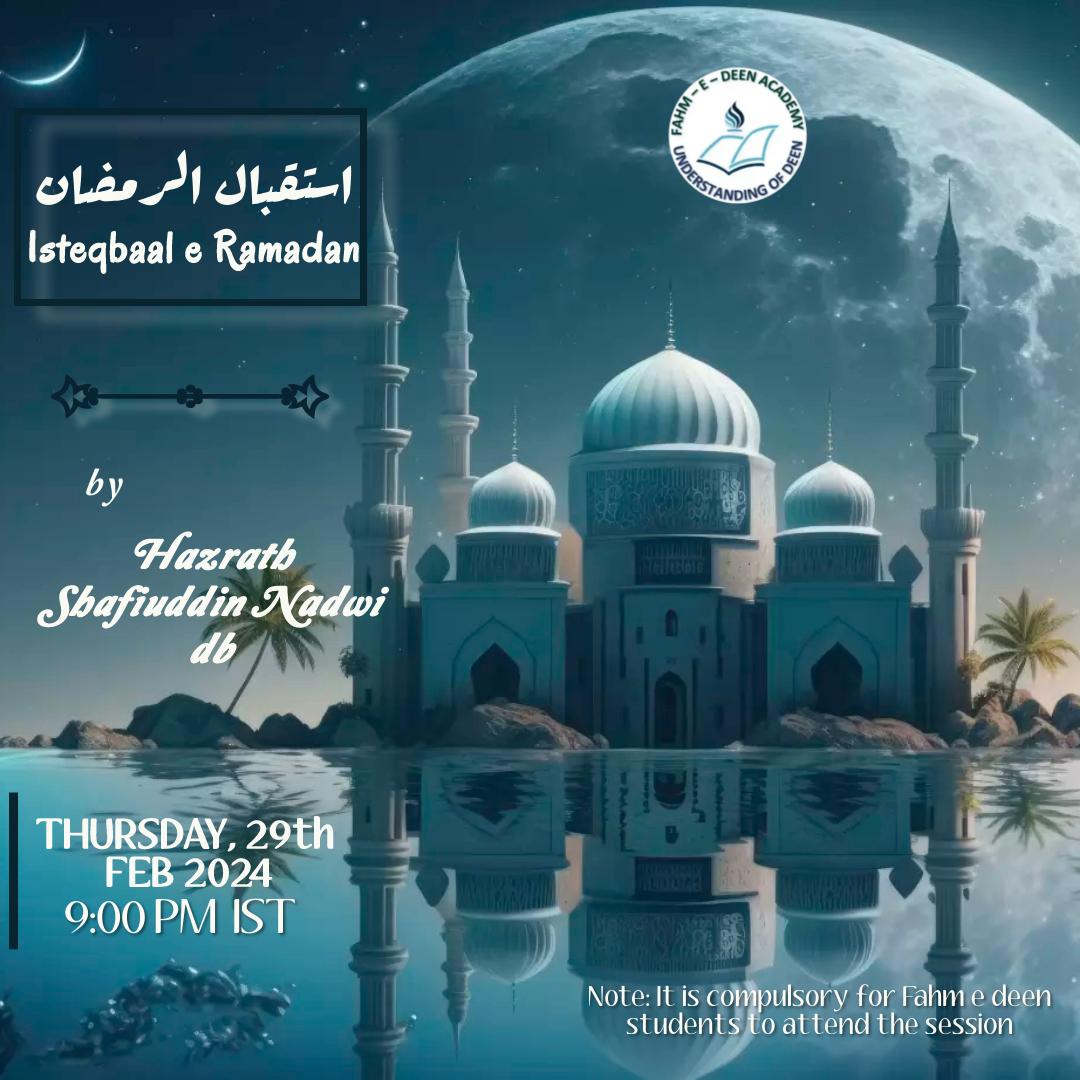 FAHM – E – DEEN ACADEMY
UNDERSTANDING OF DEEN
استقبال الرمضان
Isteqbaal e Ramadan
by
Hazrath
Shafiuddin Nadwi
db
THURSDAY, 29th
FEB 2024
9:00 PM IST
Note: It is compulsory for Fahm e deen
students to attend the session